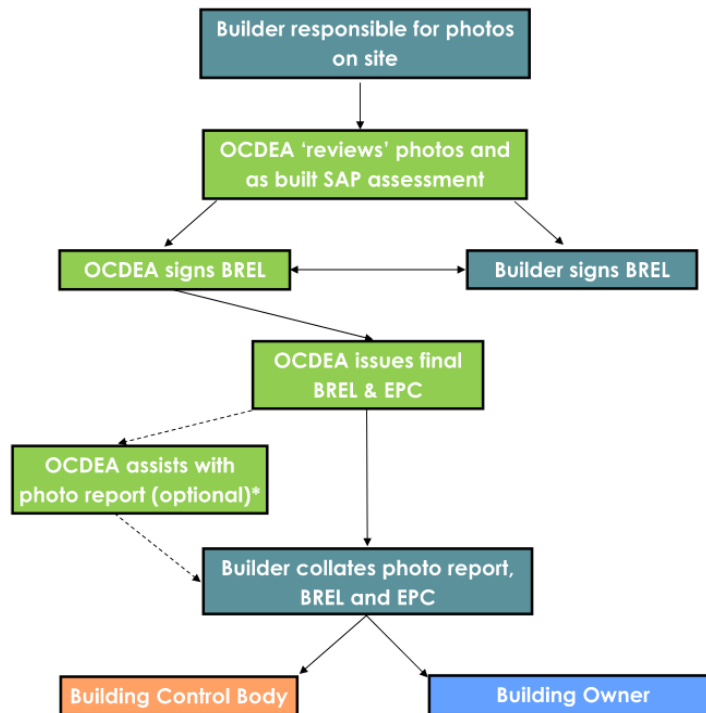 Builder responsible for photos
on site
OCDEA ‘reviews’ photos and
as built SAP assessment
OCDEA signs BREL
Builder signs BREL
OCDEA issues final
BREL & EPC
OCDEA assists with
photo report (optional)*
Builder collates photo report,
BREL and EPC
Building Control Body
Building Owner